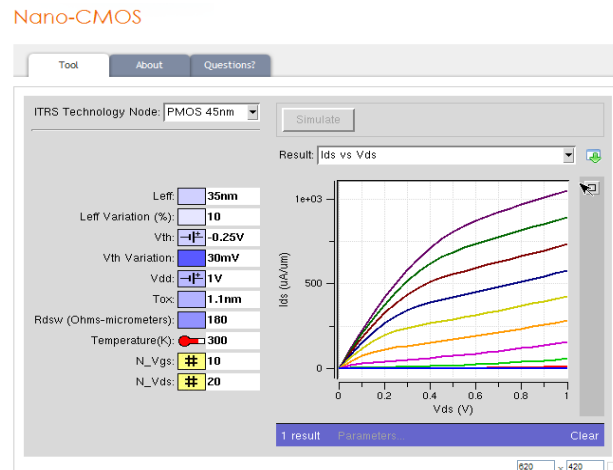 Nano-CMOS
Tool About Questions?
ITRS Technology Node: PMOS 45nm
Simulate
Result: Ids vs Vds
Leff: 35nm
Leff Variation (%): 10
Vth: -0.25V
Vth Variation: 30mV
Vdd: 1V
Tox: 1.1nm
Rdsw (Ohms-micrometers): 180
Temperature(K): 300
N_Vgs: 10
N_Vds: 20
1e+03
500
0
Ids (uA/um)
0 0.2 0.4 0.6 0.8 1
Vds (V)
1 result Parameters... Clear
620 x 420